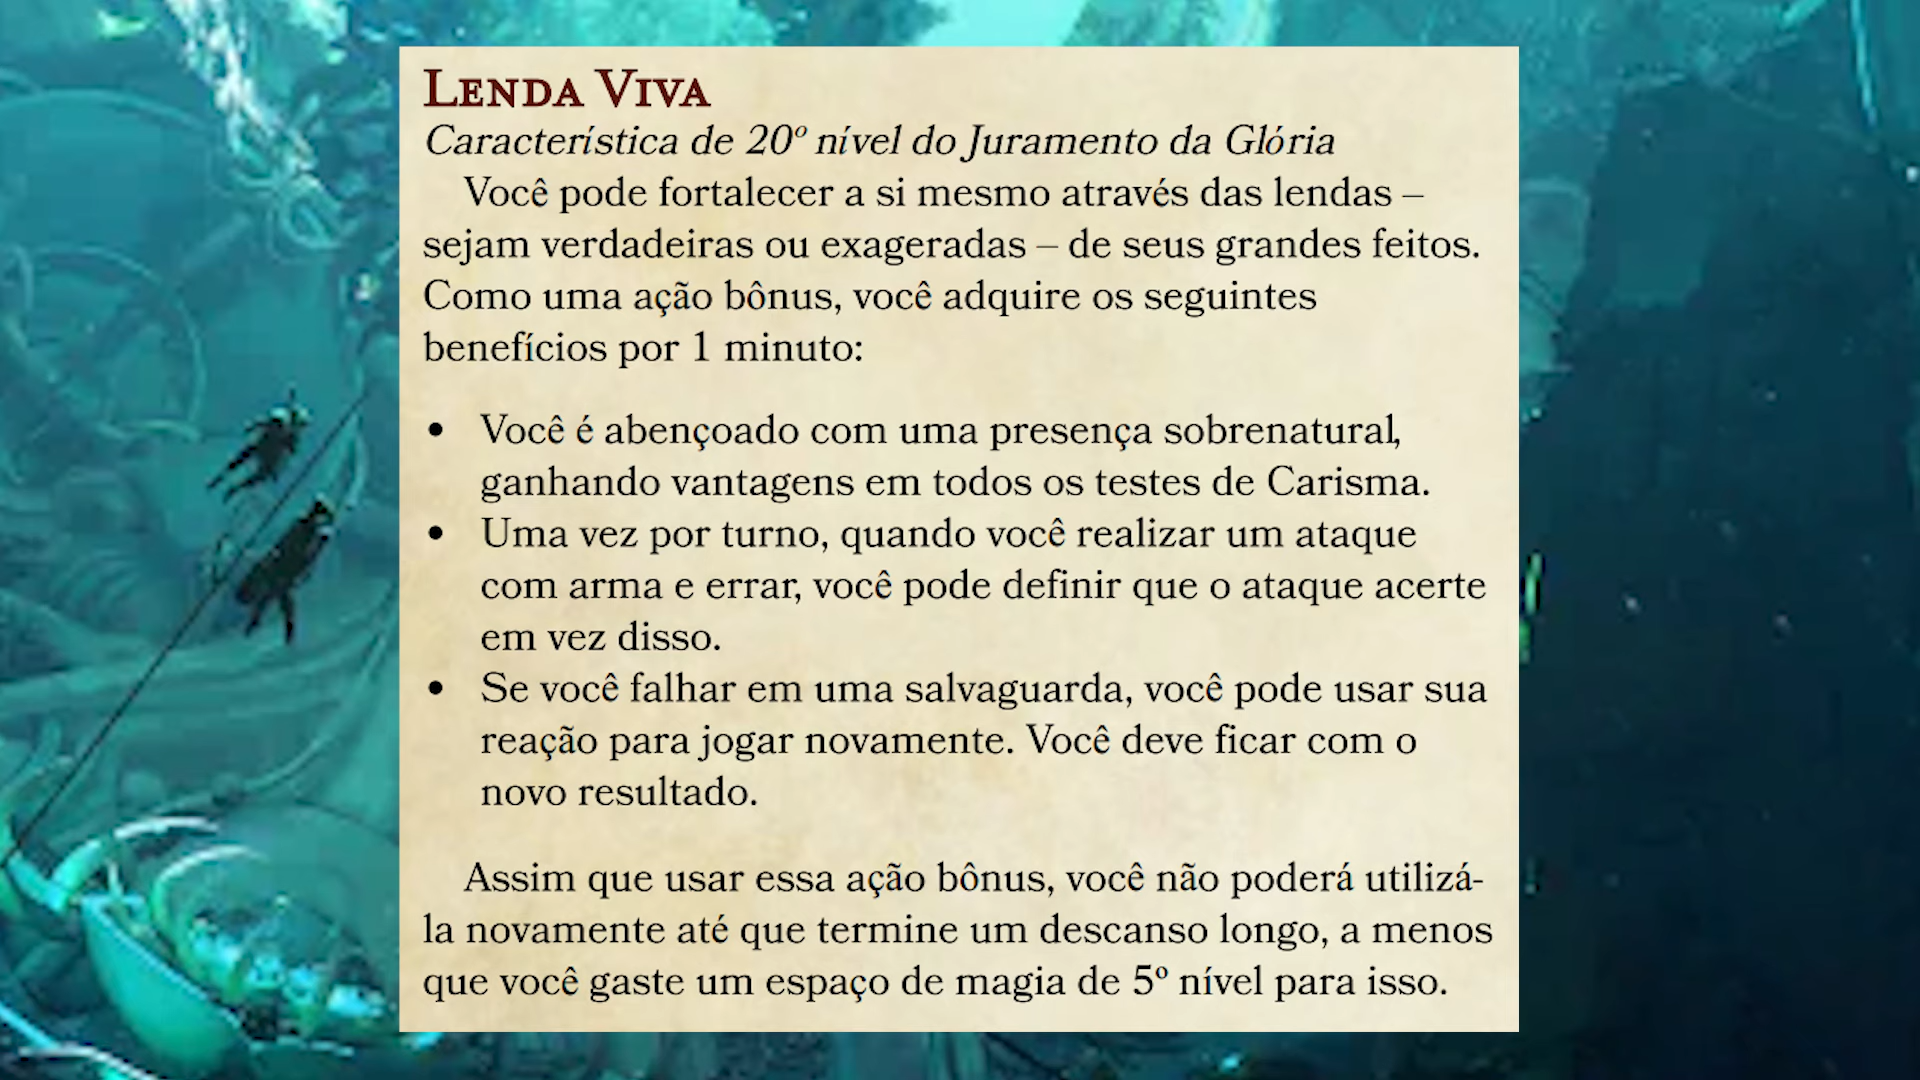 Lenda Viva
Característica de 20º nível do Juramento da Glória
Você pode fortalecer a si mesmo através das lendas –
sejam verdadeiras ou exageradas – de seus grandes feitos.
Como uma ação bônus, você adquire os seguintes
benefícios por 1 minuto:
• Você é abençoado com uma presença sobrenatural,
ganhando vantagens em todos os testes de Carisma.
• Uma vez por turno, quando você realizar um ataque
com arma e errar, você pode definir que o ataque acerte
em vez disso.
• Se você falhar em uma salvaguarda, você pode usar sua
reação para jogar novamente. Você deve ficar com o
novo resultado.
Assim que usar essa ação bônus, você não poderá utilizá-
la novamente até que termine um descanso longo, a menos
que você gaste um espaço de magia de 5º nível para isso.